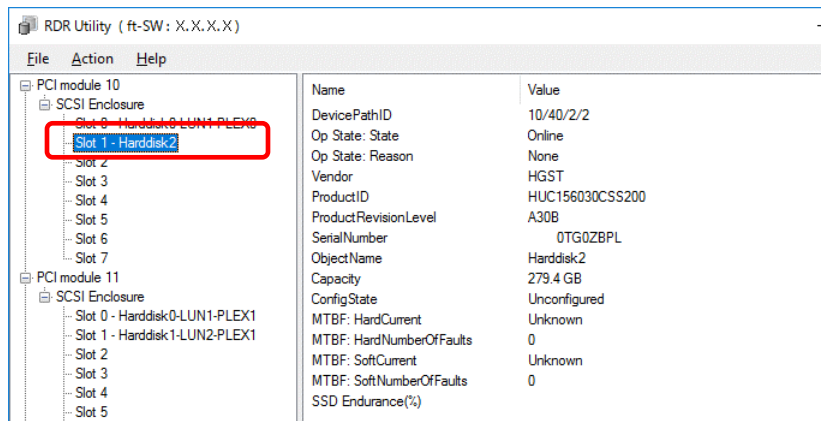 RDR Utility ( ft-SW : X.X.X.X )
File Action Help
PCI module 10
SCSI Enclosure
Slot 0 - Harddisk0-LUN1-PLEX0
Slot 1 - Harddisk2
Slot 2
Slot 3
Slot 4
Slot 5
Slot 6
Slot 7
PCI module 11
SCSI Enclosure
Slot 0 - Harddisk0-LUN1-PLEX1
Slot 1 - Harddisk1-LUN2-PLEX1
Slot 2
Slot 3
Slot 4
Slot 5
Name Value
DevicePathID 10/40/2/2
Op State: State Online
Op State: Reason None
Vendor HGST
ProductID HUC156030CSS200
ProductRevisionLevel A30B
SerialNumber 0TG0ZBPL
ObjectName Harddisk2
Capacity 279.4 GB
ConfigState Unconfigured
MTBF: HardCurrent Unknown
MTBF: HardNumberOfFaults 0
MTBF: SoftCurrent Unknown
MTBF: SoftNumberOfFaults 0
SSD Endurance(%)